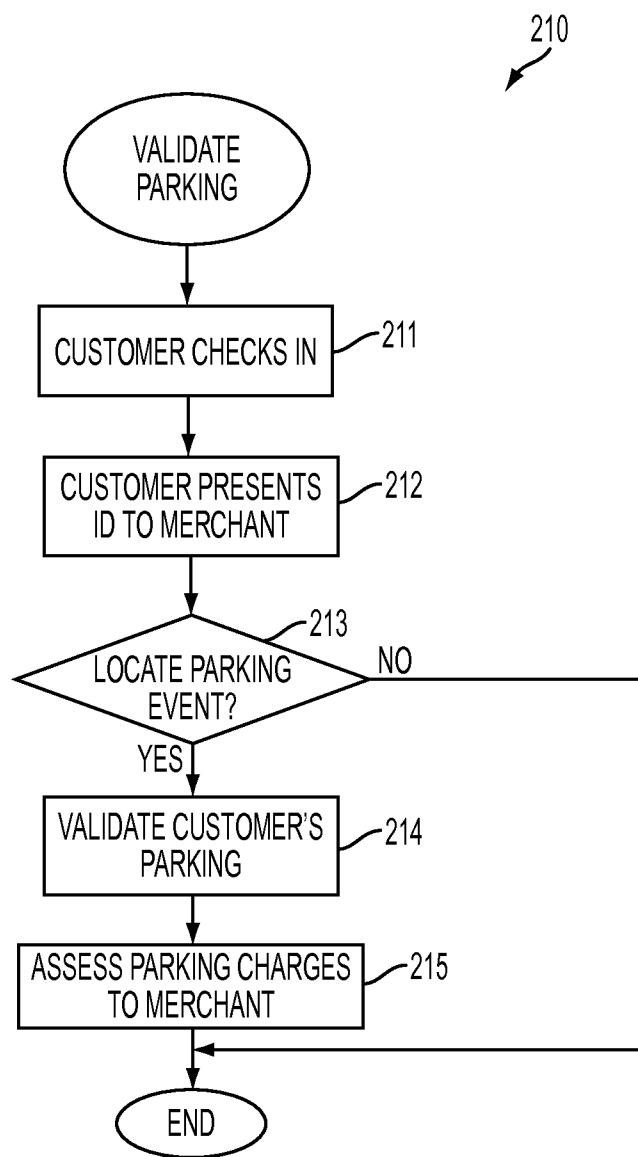 210
VALIDATE
PARKING
CUSTOMER CHECKS IN
211
CUSTOMER PRESENTS
ID TO MERCHANT
212
213
LOCATE PARKING
EVENT?
NO
YES
VALIDATE CUSTOMER'S
PARKING
214
ASSESS PARKING CHARGES
TO MERCHANT
215
END